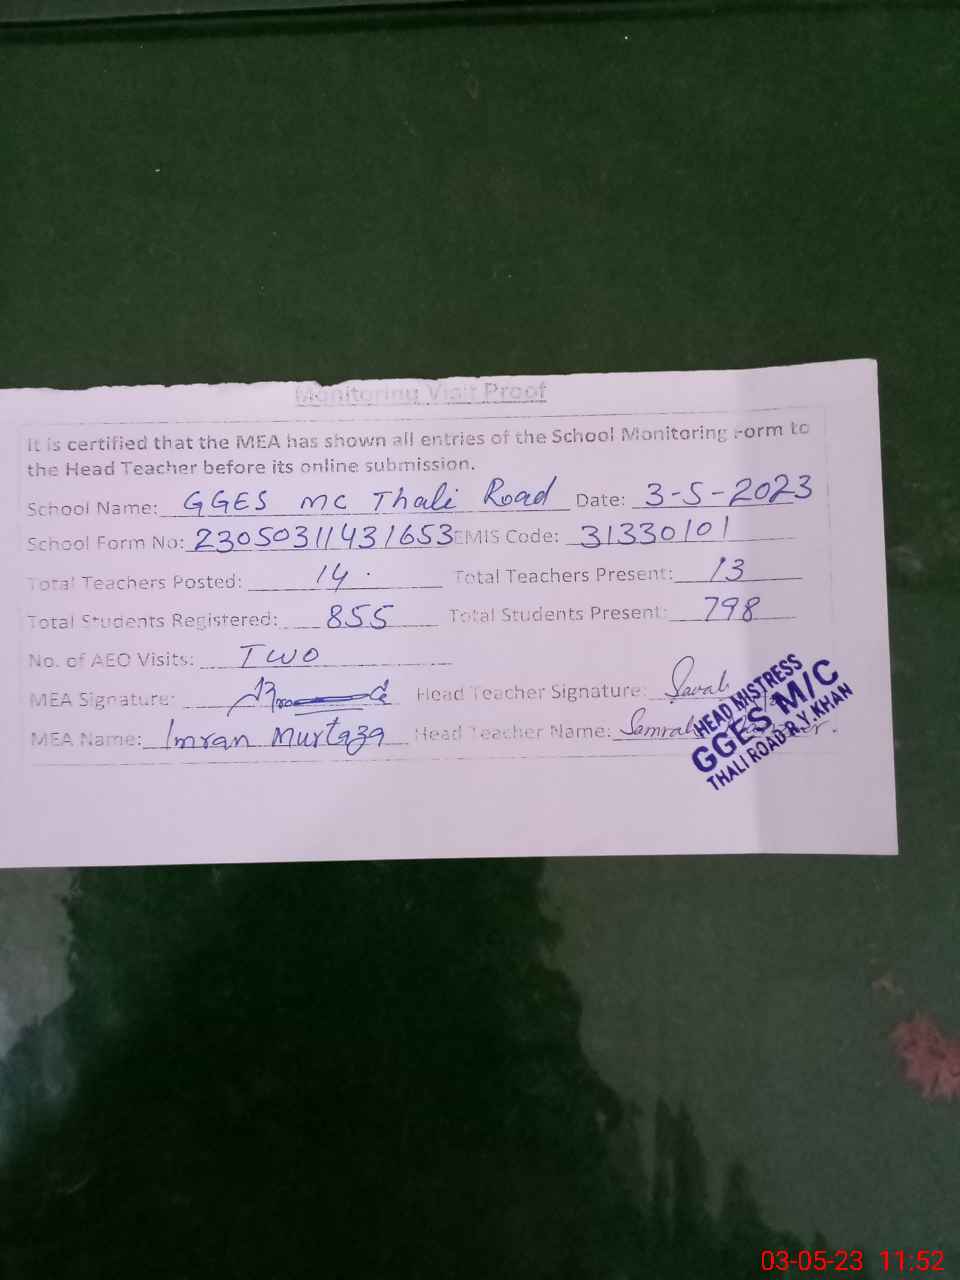 Monitoring Visit Proof
It is certified that the MEA has shown all entries of the School Monitoring Form to
the Head Teacher before its online submission.
School Name: GGES MC Thali Road Date: 3-5-2023
School Form No: 23050311431653 EMIS Code: 31330101
Total Teachers Posted: 14 Total Teachers Present: 13
Total Students Registered: 855 Total Students Present: 798
No. of AEO Visits: TWO
MEA Signature: Head Teacher Signature:
MEA Name: Imran Murtaza Head Teacher Name: Samrah
HEAD MISTRESS
GGES M/C
THALI ROAD R.Y.KHAN
03-05-23 11:52